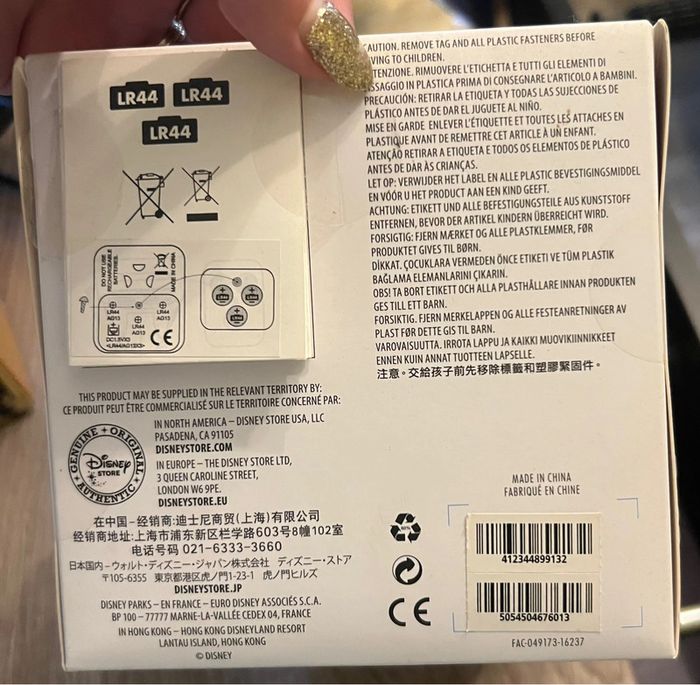 LR44 LR44
LR44
DO NOT USE RECHARGEABLE BATTERIES.
MADE IN CHINA
LR44
AG13
LR44
AG13
LR44
AG13
DC1.5VX3
<LR44/AG13X3>
CE
LR44
LR44
LR44
CAUTION. REMOVE TAG AND ALL PLASTIC FASTENERS BEFORE
TO CHILDREN.
RIMUOVERE L'ETICHETTA E TUTTI GLI ELEMENTI DI
IN PLASTICA PRIMA DI CONSEGNARE L'ARTICOLO A BAMBINI.
PRECAUCIÓN: RETIRAR LA ETIQUETA Y TODAS LAS SUJECCIONES DE
PLÁSTICO ANTES DE DAR EL JUGUETE AL NIÑO.
MISE EN GARDE ENLEVER L'ÉTIQUETTE ET TOUTES LES ATTACHES EN
PLASTIQUE AVANT DE REMETTRE CET ARTICLE À UN ENFANT.
ATENÇÃO RETIRAR A ETIQUETA E TODOS OS ELEMENTOS DE PLÁSTICO
ANTES DE DAR ÀS CRIANÇAS.
LET OP: VERWIJDER HET LABEL EN ALLE PLASTIC BEVESTIGINGSMIDDEL
EN VÓÓR U HET PRODUCT AAN EEN KIND GEEFT.
ACHTUNG: ETIKETT UND ALLE BEFESTIGUNGSTEILE AUS KUNSTSTOFF
ENTFERNEN, BEVOR DER ARTIKEL KINDERN ÜBERREICHT WIRD.
FORSIGTIG: FJERN MÆRKET OG ALLE PLASTKLEMMER, FØR
PRODUKTET GIVES TIL BØRN.
DİKKAT. ÇOCUKLARA VERMEDEN ÖNCE ETİKETİ VE TÜM PLASTIK
BAĞLAMA ELEMANLARINI ÇIKARIN.
OBS! TA BORT ETIKETT OCH ALLA PLASTHÅLLARE INNAN PRODUKTEN
GES TILL ETT BARN.
FORSIKTIG. FJERN MERKELAPPEN OG ALLE FESTEANRETNINGER AV
PLAST FØR DETTE GIS TIL BARN.
VAROVAISUUTTA. IRROTA LAPPU JA KAIKKI MUOVIKIINNIKKEET
ENNEN KUIN ANNAT TUOTTEEN LAPSELLE.
注意。交給孩子前先移除標籤和塑膠緊固件。
THIS PRODUCT MAY BE SUPPLIED IN THE RELEVANT TERRITORY BY:
CE PRODUIT PEUT ÊTRE COMMERCIALISÉ SUR LE TERRITOIRE CONCERNÉ PAR:
GENUINE • ORIGINAL • AUTHENTIC
Disney
STORE
IN NORTH AMERICA – DISNEY STORE USA, LLC
PASADENA, CA 91105
DISNEYSTORE.COM
IN EUROPE – THE DISNEY STORE LTD,
3 QUEEN CAROLINE STREET,
LONDON W6 9PE.
DISNEYSTORE.EU
在中国-经销商:迪士尼商贸(上海)有限公司
经销商地址:上海市浦东新区栏学路603号8幢102室
电话号码 021-6333-3660
日本国内－ウォルト・ディズニー・ジャパン株式会社 ディズニー・ストア
〒105-6355 東京都港区虎ノ門1-23-1 虎ノ門ヒルズ
DISNEYSTORE.JP
DISNEY PARKS – EN FRANCE – EURO DISNEY ASSOCIÉS S.C.A.
BP 100 – 77777 MARNE-LA-VALLÉE CEDEX 04, FRANCE
IN HONG KONG – HONG KONG DISNEYLAND RESORT
LANTAU ISLAND, HONG KONG
© DISNEY
CE
MADE IN CHINA
FABRIQUÉ EN CHINE
412344899132
5054504676013
FAC-049173-16237